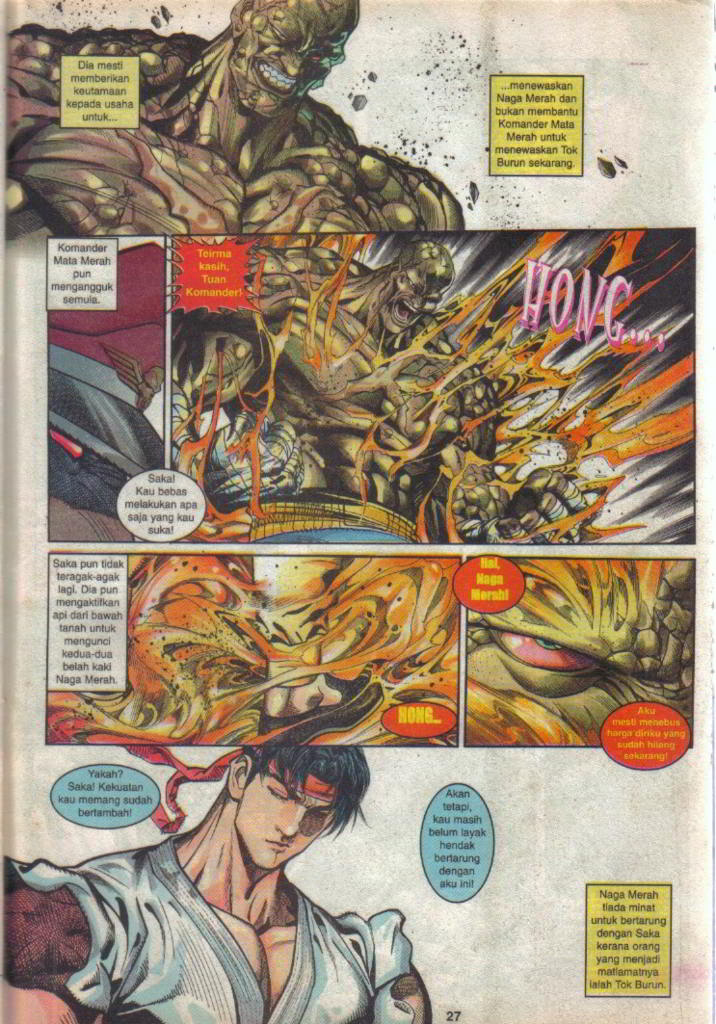 Dia mesti
memberikan
keutamaan
kepada usaha
untuk...
...menewaskan
Naga Merah dan
bukan membantu
Komander Mata
Merah untuk
menewaskan Tok
Burun sekarang.
Komander
Mata Merah
pun
mengangguk
semula.
Teirma
kasih,
Tuan
Komander!
HONG...
Saka!
Kau bebas
melakukan apa
saja yang kau
suka!
Saka pun tidak
teragak-agak
lagi. Dia pun
mengaktifkan
api dari bawah
tanah untuk
mengunci
kedua-dua
belah kaki
Naga Merah.
HONG...
Hai,
Naga
Merah!
Aku
mesti menebus
harga diriku yang
sudah hilang
sekarang!
Yakah?
Saka! Kekuatan
kau memang sudah
bertambah!
Akan
tetapi,
kau masih
belum layak
hendak
bertarung
dengan
aku ini!
Naga Merah
tiada minat
untuk bertarung
dengan Saka
kerana orang
yang menjadi
matlamatnya
ialah Tok Burun.
27